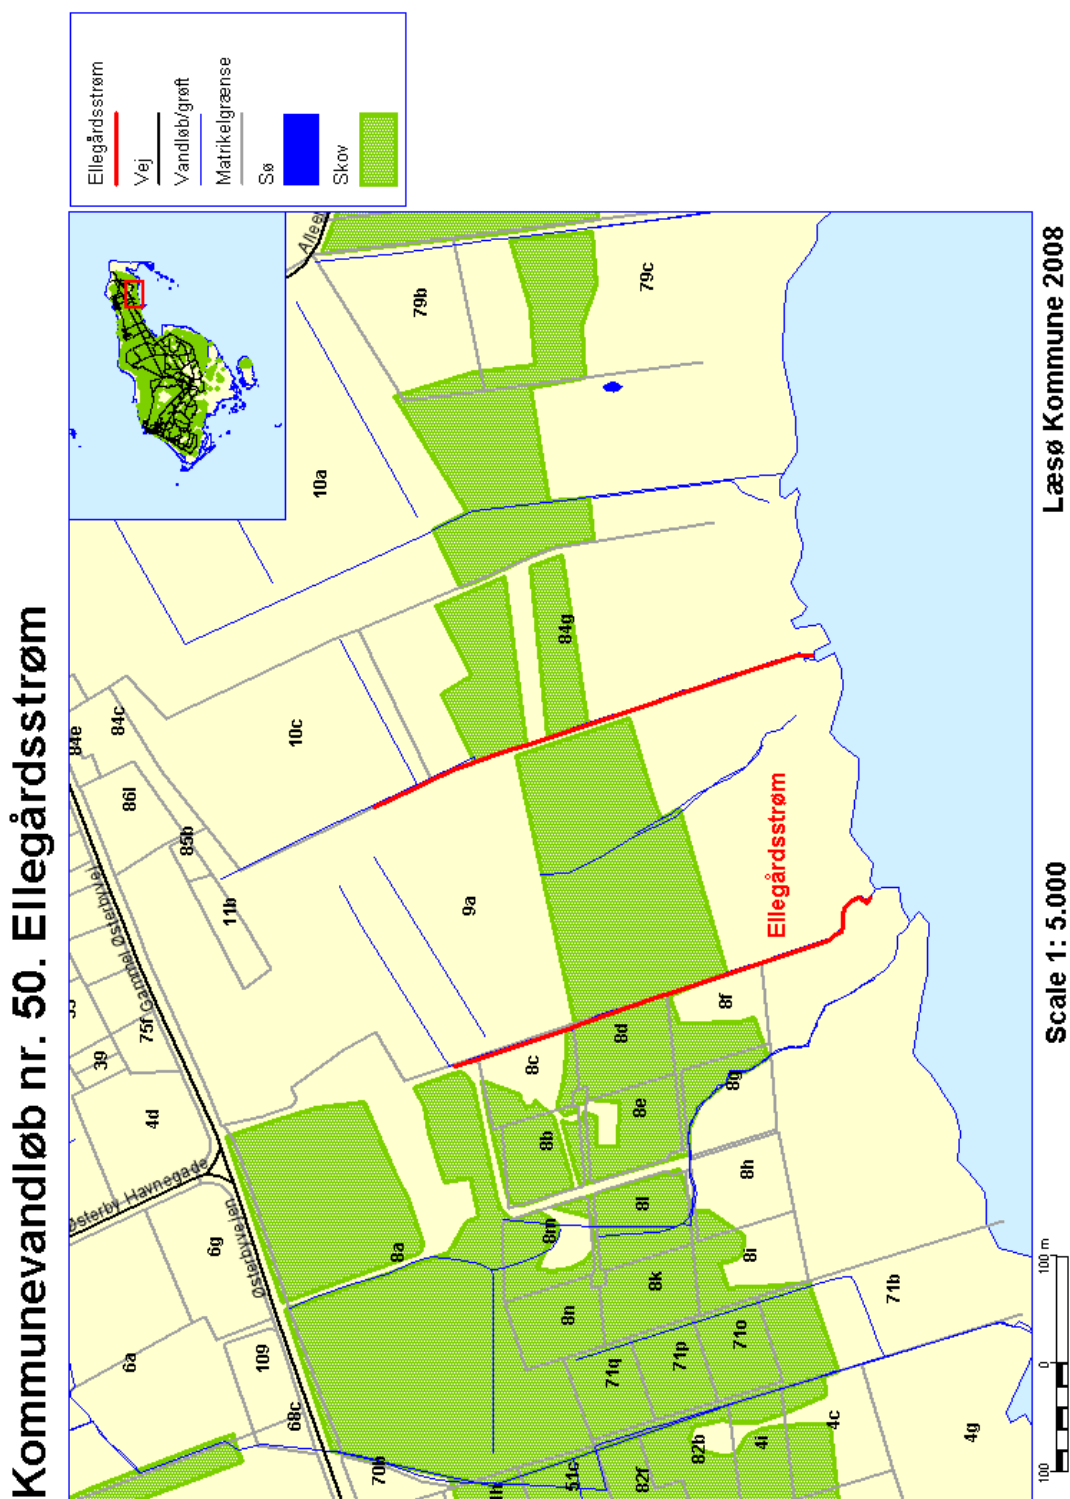 Kommunevandløb nr. 50. Ellegårdsstrøm
Ellegårdsstrøm
Vej
Vandløb/grøft
Matrikelgrænse
Sø
Skov
Alleen
79b
79c
10a
84g
10c
84e
84c
86l
85b
11b
9a
Gammel Østerbyvej
75f
39
4d
Østerby Havnegade
Østerbyvejen
6g
6a
109
68c
70b
8a
8b
8c
8d
8e
8f
8g
8h
8i
8k
8l
8m
8n
71q
71p
71o
71b
51c
82f
82b
4i
4c
4g
Ellegårdsstrøm
100
0
100 m
Scale 1: 5.000
Læsø Kommune 2008